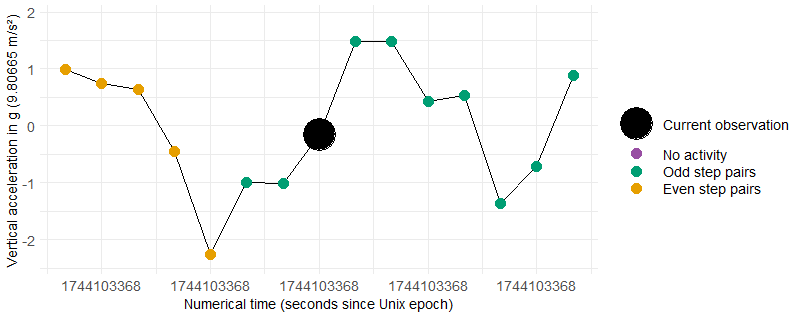 Vertical acceleration in g (9.80665 m/s²)
2
1
0
-1
-2
1744103368 1744103368 1744103368 1744103368 1744103368
Numerical time (seconds since Unix epoch)
Current observation
No activity
Odd step pairs
Even step pairs